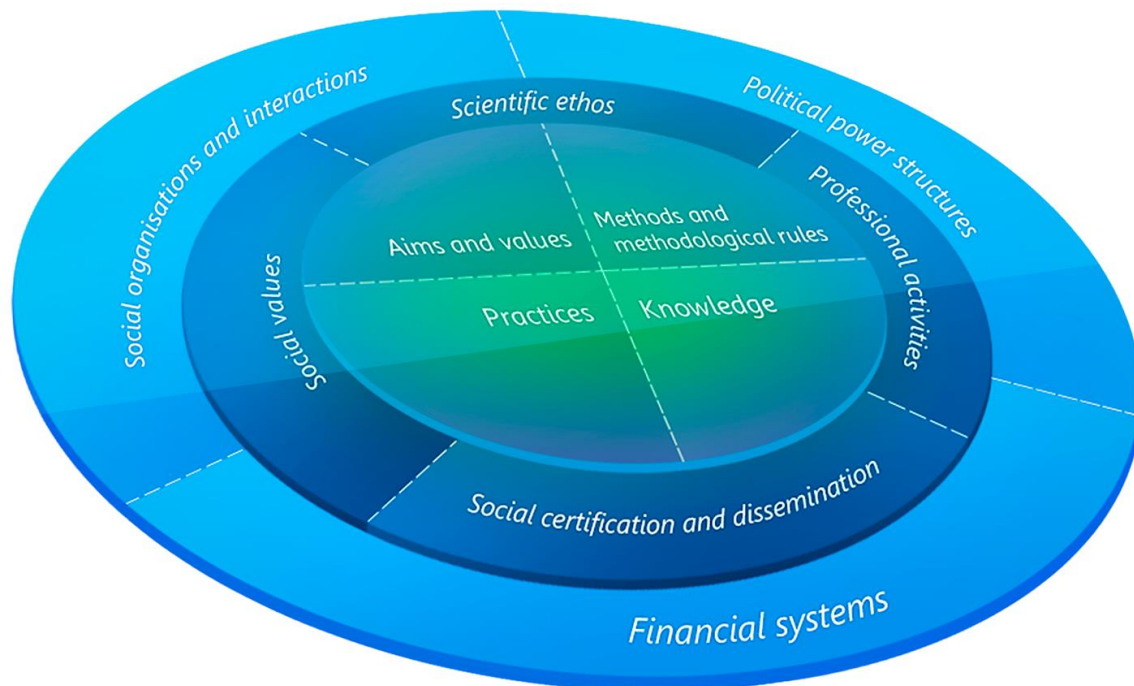 Social organisations and interactions
Political power structures
Scientific ethos
Professional activities
Social values
Aims and values
Methods and
methodological rules
Practices
Knowledge
Social certification and dissemination
Financial systems